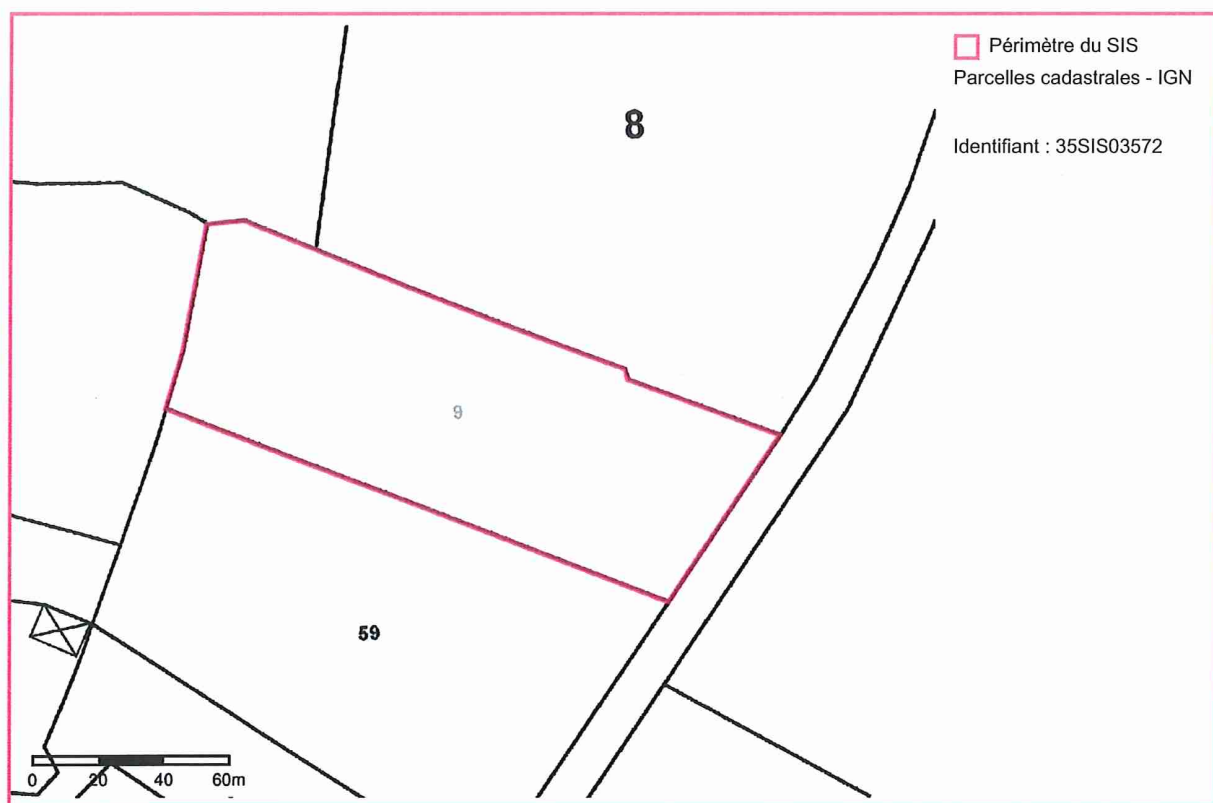 Périmètre du SIS
Parcelles cadastrales - IGN
Identifiant : 35SIS03572
8
9
59
0 20 40 60m